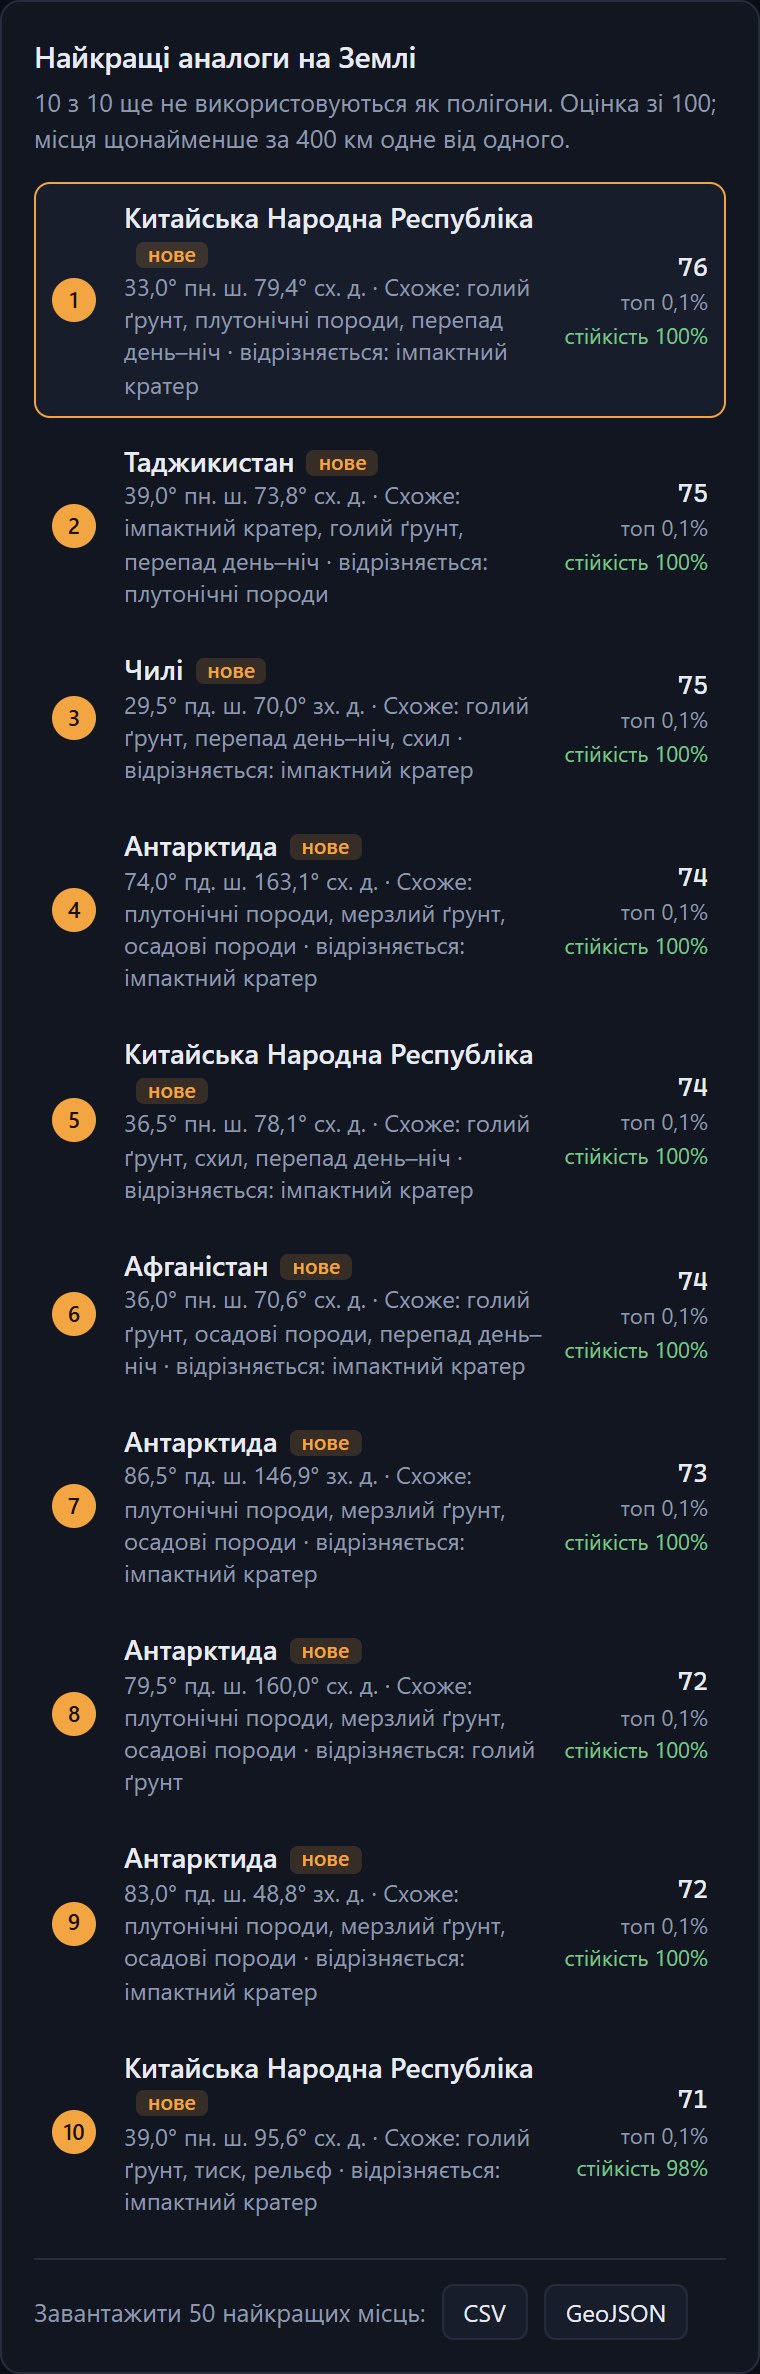 Найкращі аналоги на Землі
10 з 10 ще не використовуються як полігони. Оцінка зі 100;
місця щонайменше за 400 км одне від одного.
1
Китайська Народна Республіка
нове
33,0° пн. ш. 79,4° сх. д. · Схоже: голий
ґрунт, плутонічні породи, перепад
день–ніч · відрізняється: імпактний
кратер
76
топ 0,1%
стійкість 100%
2
Таджикистан нове
39,0° пн. ш. 73,8° сх. д. · Схоже:
імпактний кратер, голий ґрунт,
перепад день–ніч · відрізняється:
плутонічні породи
75
топ 0,1%
стійкість 100%
3
Чилі нове
29,5° пд. ш. 70,0° зх. д. · Схоже: голий
ґрунт, перепад день–ніч, схил ·
відрізняється: імпактний кратер
75
топ 0,1%
стійкість 100%
4
Антарктида нове
74,0° пд. ш. 163,1° сх. д. · Схоже:
плутонічні породи, мерзлий ґрунт,
осадові породи · відрізняється:
імпактний кратер
74
топ 0,1%
стійкість 100%
5
Китайська Народна Республіка
нове
36,5° пн. ш. 78,1° сх. д. · Схоже: голий
ґрунт, схил, перепад день–ніч ·
відрізняється: імпактний кратер
74
топ 0,1%
стійкість 100%
6
Афганістан нове
36,0° пн. ш. 70,6° сх. д. · Схоже: голий
ґрунт, осадові породи, перепад день–
ніч · відрізняється: імпактний кратер
74
топ 0,1%
стійкість 100%
7
Антарктида нове
86,5° пд. ш. 146,9° зх. д. · Схоже:
плутонічні породи, мерзлий ґрунт,
осадові породи · відрізняється:
імпактний кратер
73
топ 0,1%
стійкість 100%
8
Антарктида нове
79,5° пд. ш. 160,0° сх. д. · Схоже:
плутонічні породи, мерзлий ґрунт,
осадові породи · відрізняється: голий
ґрунт
72
топ 0,1%
стійкість 100%
9
Антарктида нове
83,0° пд. ш. 48,8° зх. д. · Схоже:
плутонічні породи, мерзлий ґрунт,
осадові породи · відрізняється:
імпактний кратер
72
топ 0,1%
стійкість 100%
10
Китайська Народна Республіка
нове
39,0° пн. ш. 95,6° сх. д. · Схоже: голий
ґрунт, тиск, рельєф · відрізняється:
імпактний кратер
71
топ 0,1%
стійкість 98%
Завантажити 50 найкращих місць: CSV GeoJSON